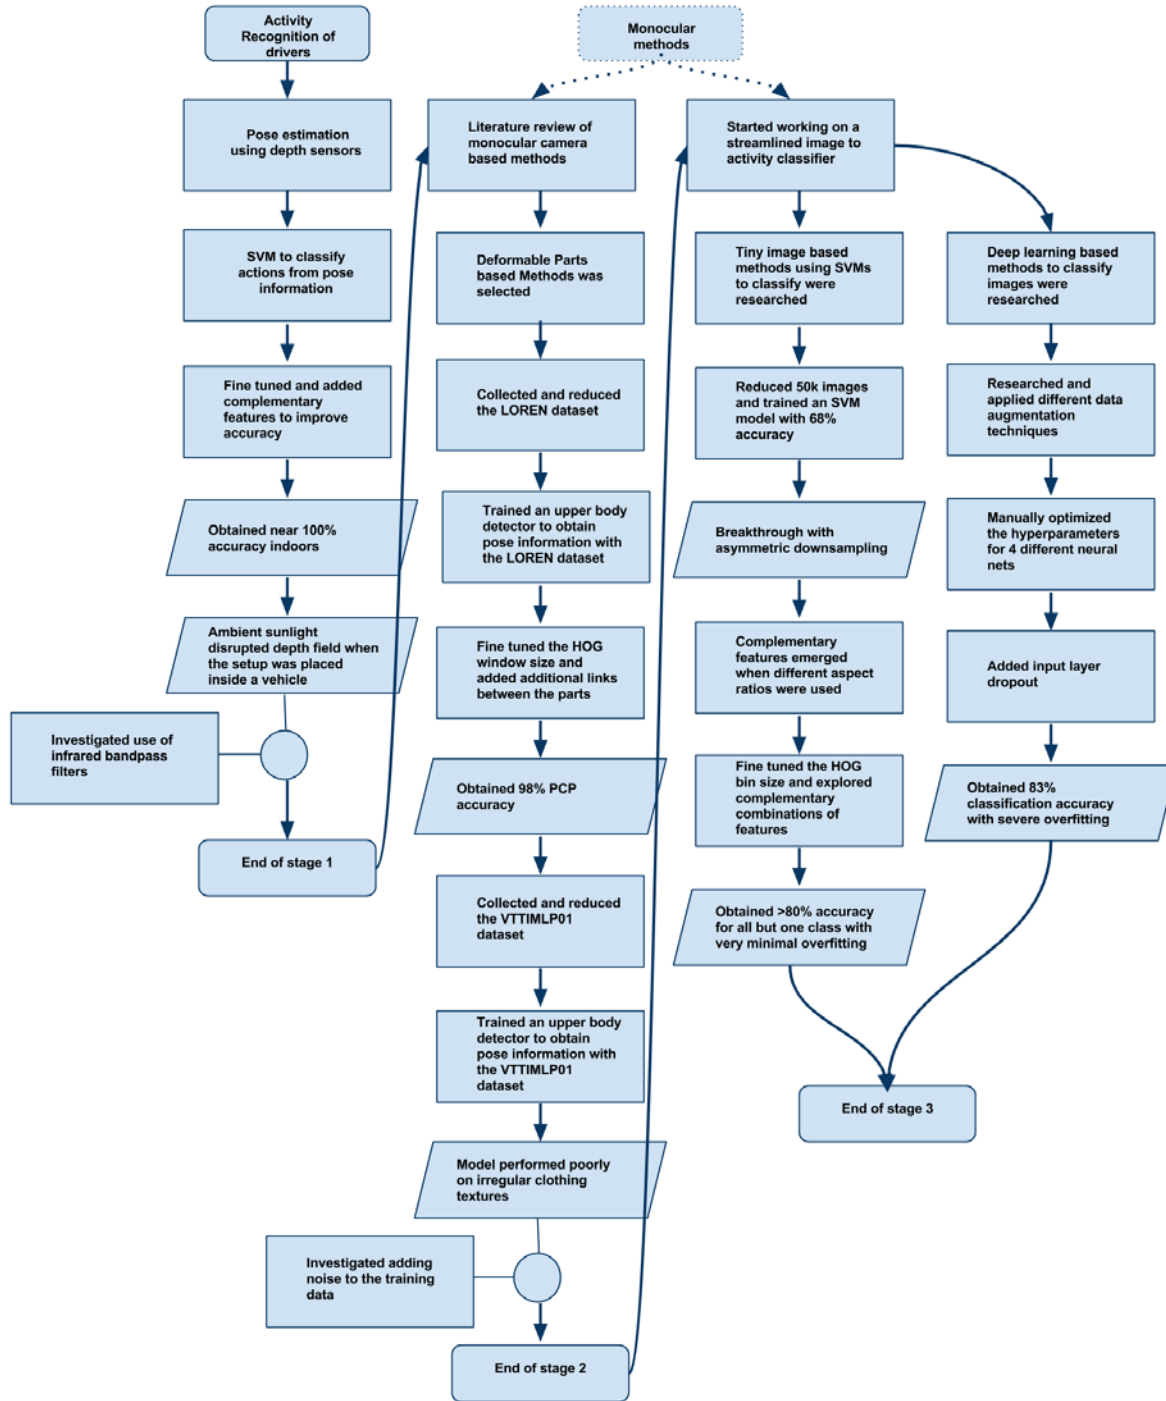 Activity
Recognition of
drivers
Pose estimation
using depth sensors
SVM to classify
actions from pose
information
Fine tuned and added
complementary
features to improve
accuracy
Obtained near 100%
accuracy indoors
Ambient sunlight
disrupted depth field when
the setup was placed
inside a vehicle
Investigated use of
infrared bandpass
filters
End of stage 1
Monocular
methods
Literature review of
monocular camera
based methods
Deformable Parts
based Methods was
selected
Collected and reduced
the LOREN dataset
Trained an upper body
detector to obtain
pose information with
the LOREN dataset
Fine tuned the HOG
window size and
added additional links
between the parts
Obtained 98% PCP
accuracy
Collected and reduced
the VTTIMLP01
dataset
Trained an upper body
detector to obtain
pose information with
the VTTIMLP01
dataset
Model performed poorly
on irregular clothing
textures
Investigated adding
noise to the training
data
End of stage 2
Started working on a
streamlined image to
activity classifier
Tiny image based
methods using SVMs
to classify were
researched
Reduced 50k images
and trained an SVM
model with 68%
accuracy
Breakthrough with
asymmetric downsampling
Complementary
features emerged
when different aspect
ratios were used
Fine tuned the HOG
bin size and explored
complementary
combinations of
features
Obtained >80% accuracy
for all but one class with
very minimal overfitting
Deep learning based
methods to classify
images were
researched
Researched and
applied different data
augmentation
techniques
Manually optimized
the hyperparameters
for 4 different neural
nets
Added input layer
dropout
Obtained 83%
classification accuracy
with severe overfitting
End of stage 3